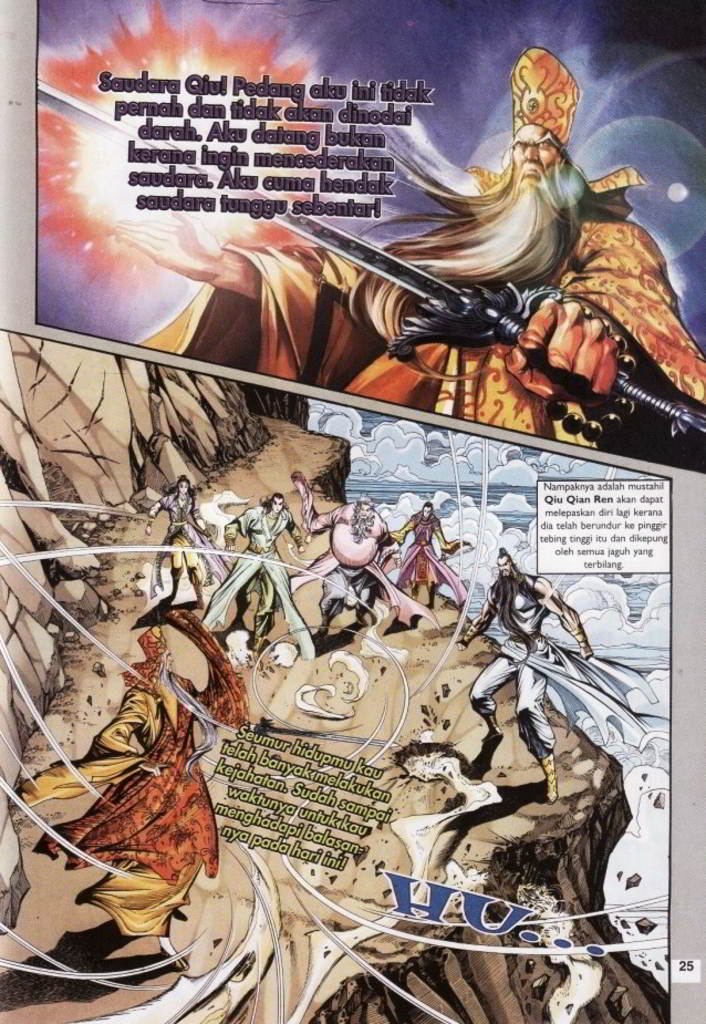 Saudara Qiu! Pedang aku ini tidak
pernah dan tidak akan dinodai
darah. Aku datang bukan
kerana ingin mencederakan
saudara. Aku cuma hendak
saudara tunggu sebentar!
Nampaknya adalah mustahil
Qiu Qian Ren akan dapat
melepaskan diri lagi kerana
dia telah berundur ke pinggir
tebing tinggi itu dan dikepung
oleh semua jaguh yang
terbilang.
Seumur hidupmu kau
telah banyak melakukan
kejahatan. Sudah sampai
waktunya untuk kau
menghadapi balasan-
nya pada hari ini!
HU...
25